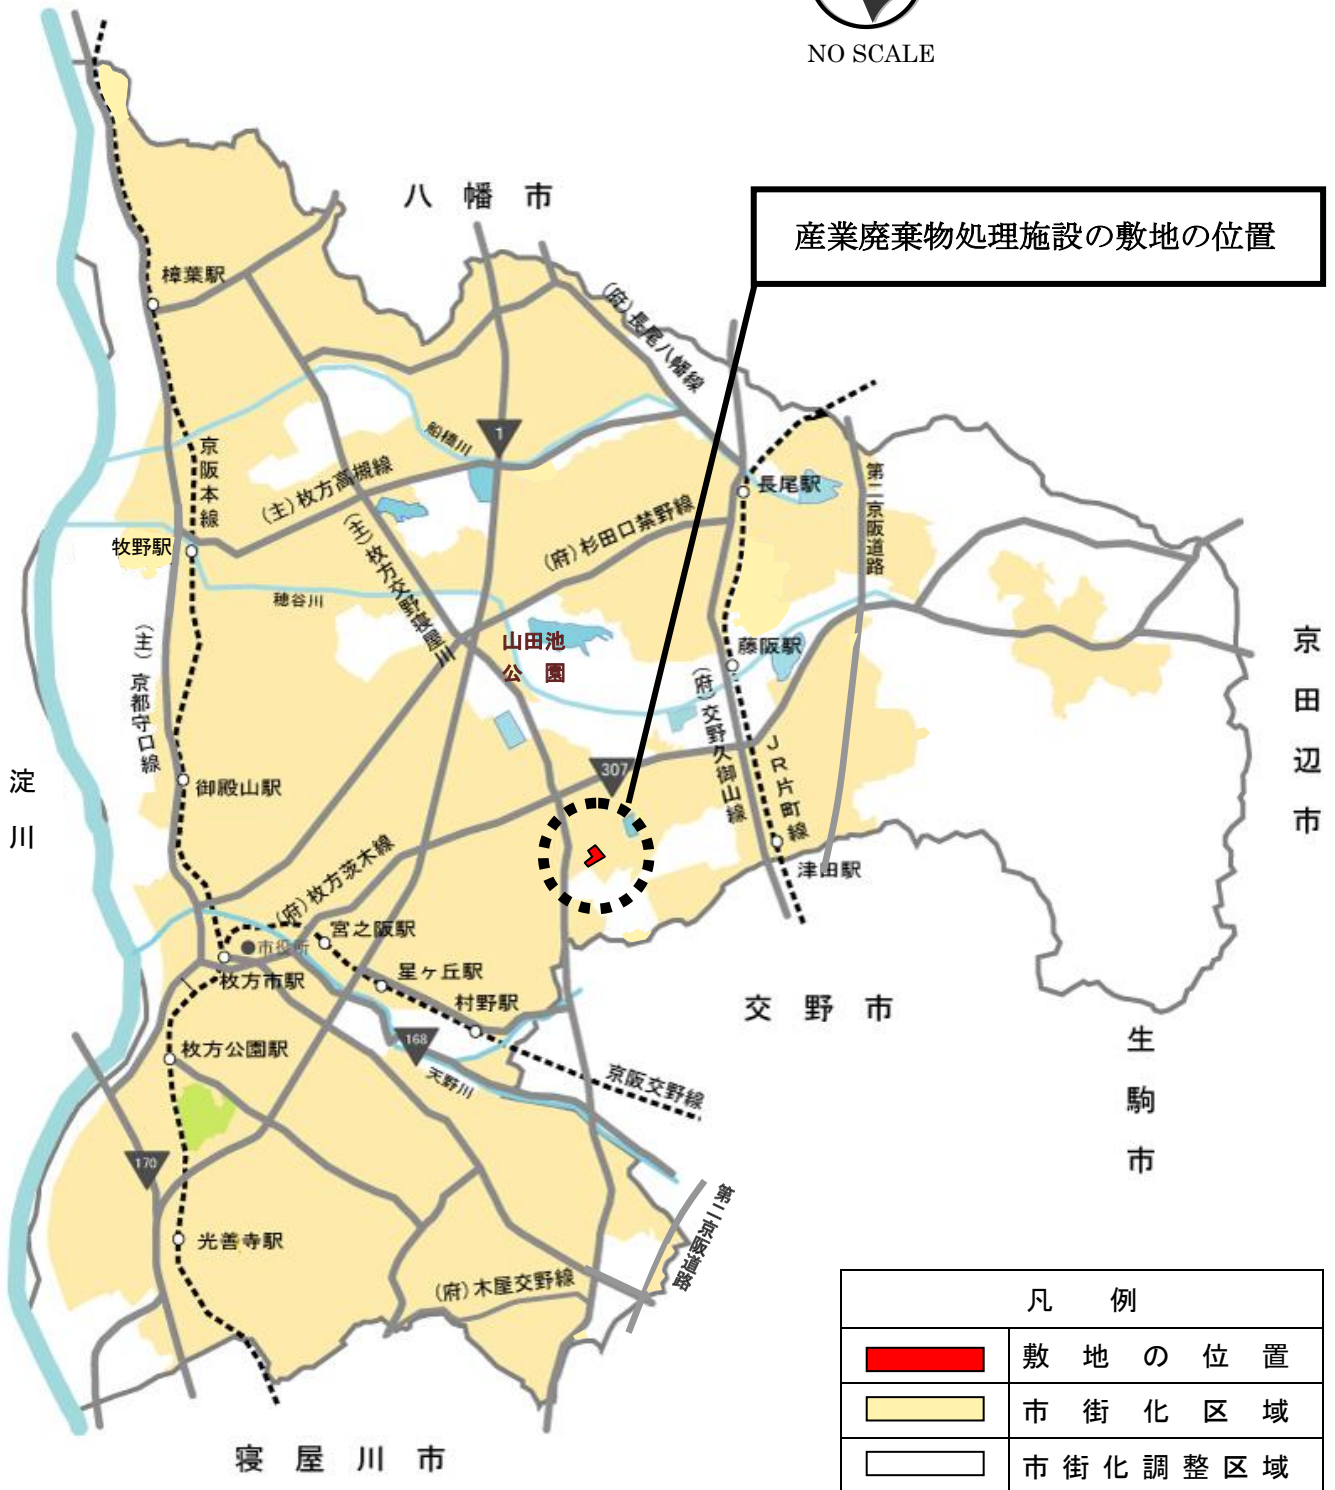 NO SCALE
八幡市
産業廃棄物処理施設の敷地の位置
樟葉駅
(府)長尾八幡線
船橋川
1
京阪本線
(主)枚方高槻線
長尾駅
第二京阪道路
(主)枚方交野寝屋川
(府)杉田口禁野線
牧野駅
穂谷川
山田池
公園
藤阪駅
(主)京都守口線
(府)交野久御山線
京田辺市
JR片町線
淀川
御殿山駅
307
(府)枚方茨木線
津田駅
宮之阪駅
市役所
枚方市駅
星ヶ丘駅
村野駅
交野市
枚方公園駅
168
天野川
京阪交野線
生駒市
170
第二京阪道路
光善寺駅
(府)木屋交野線
寝屋川市
凡例
敷地の位置
市街化区域
市街化調整区域